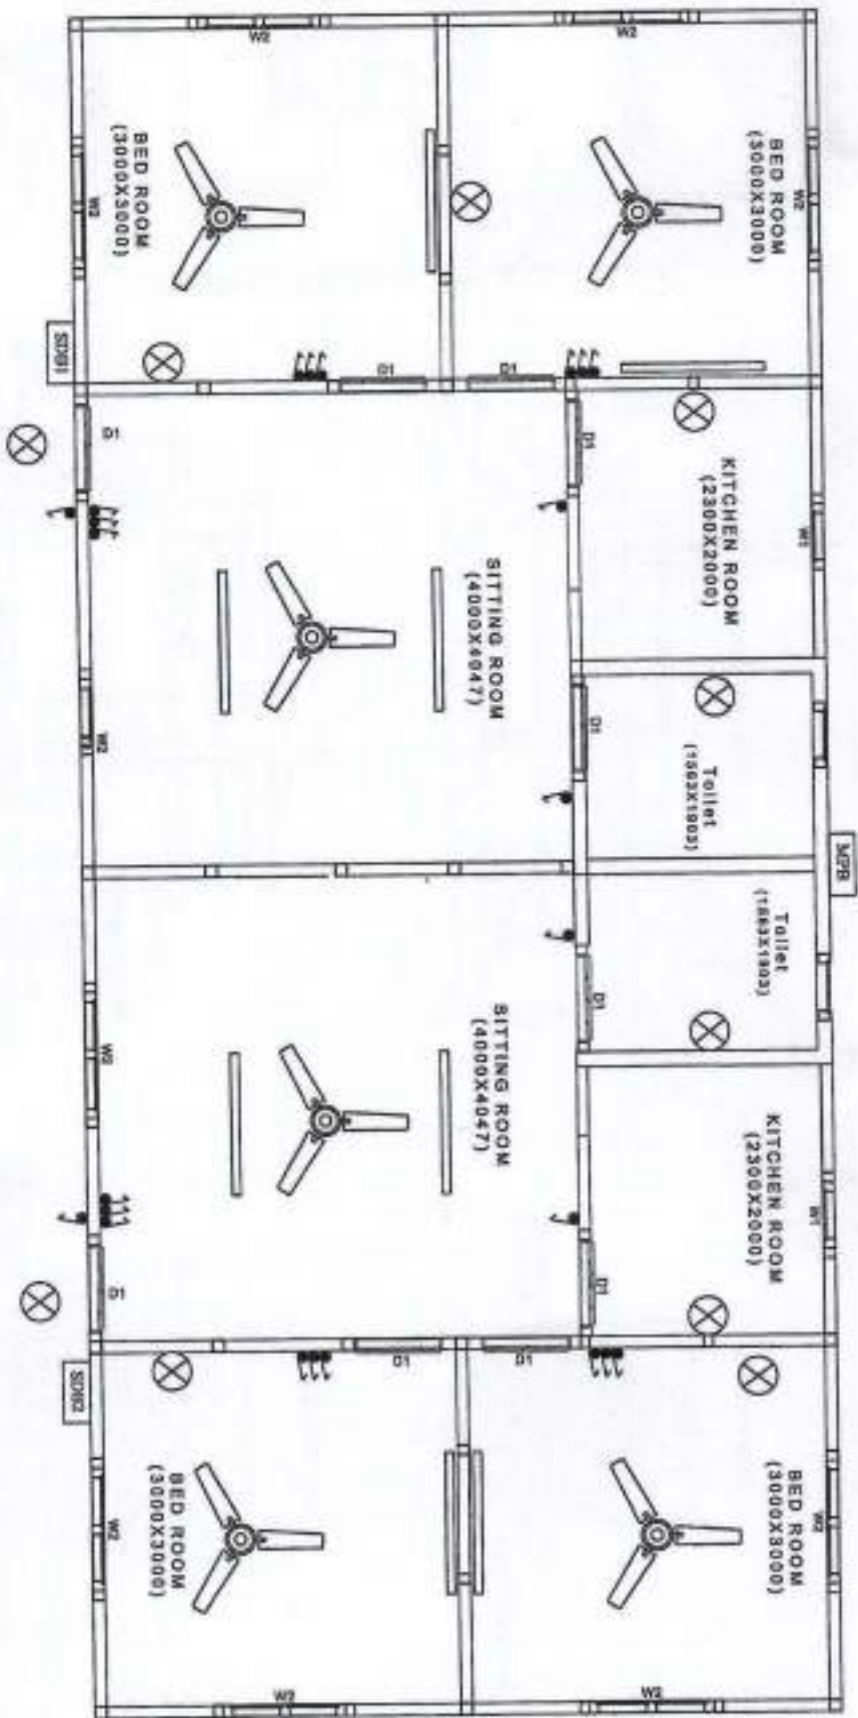 W2
W2
BED ROOM
(3000X3000)
BED ROOM
(3000X3000)
W2
W2
SDB1
D1
D1
D1
D1
KITCHEN ROOM
(2300X2000)
W1
SITTING ROOM
(4000X4047)
D1
W2
Toilet
(1563X1903)
MPB
Toilet
(1563X1903)
D1
W2
SITTING ROOM
(4000X4047)
KITCHEN ROOM
(2300X2000)
W1
D1
D1
D1
D1
SDB2
BED ROOM
(3000X3000)
BED ROOM
(3000X3000)
W2
W2
W2
W2